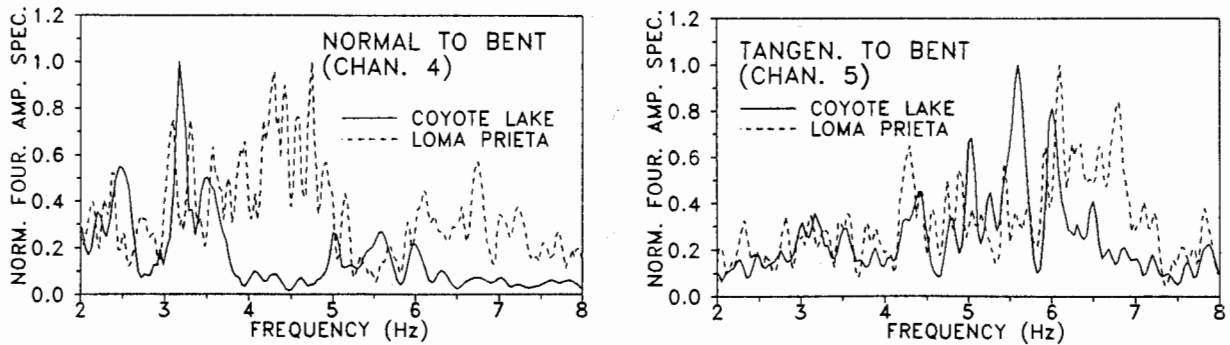 NORM. FOUR. AMP. SPEC.
1.2
1.0
0.8
0.6
0.4
0.2
0.0
NORMAL TO BENT
(CHAN. 4)
COYOTE LAKE
LOMA PRIETA
2 3 4 5 6 7 8
FREQUENCY (Hz)
NORM. FOUR. AMP. SPEC.
1.2
1.0
0.8
0.6
0.4
0.2
0.0
TANGEN. TO BENT
(CHAN. 5)
COYOTE LAKE
LOMA PRIETA
2 3 4 5 6 7 8
FREQUENCY (Hz)